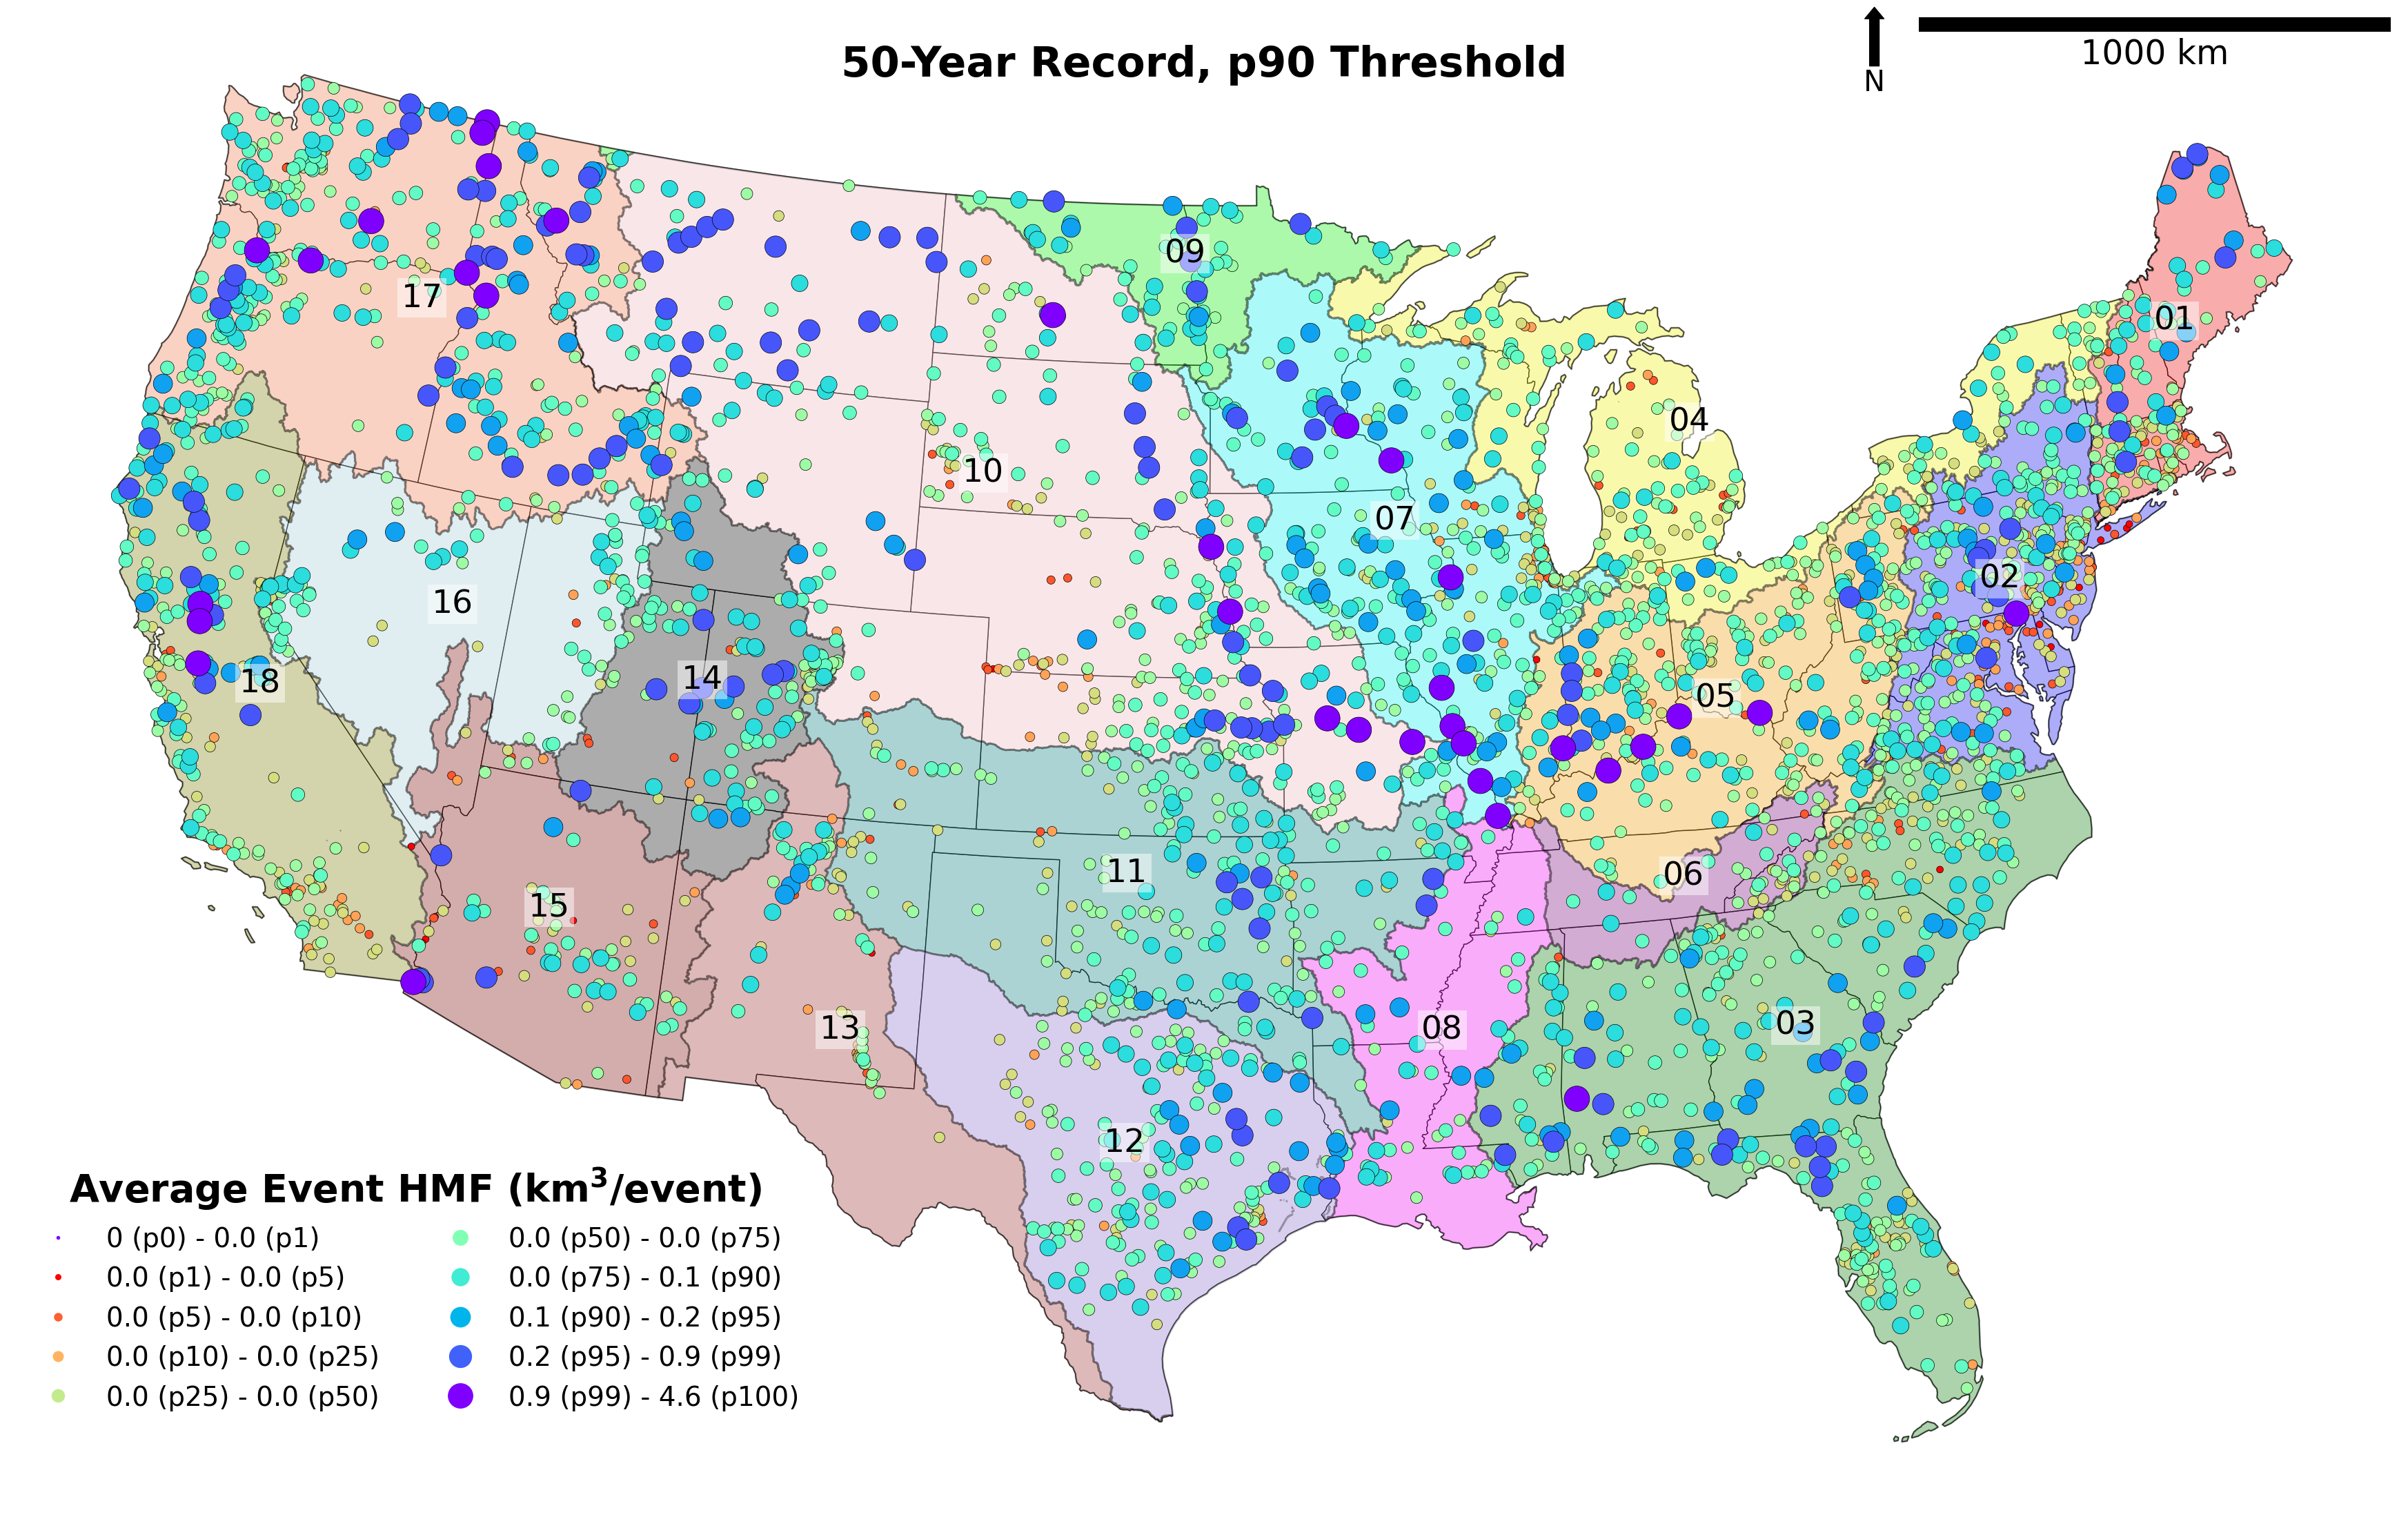 50-Year Record, p90 Threshold
N
1000 km
09
01
17
04
10
07
02
16
18
14
05
11
06
15
13
08
03
12
Average Event HMF (km³/event)
0 (p0) - 0.0 (p1)
0.0 (p1) - 0.0 (p5)
0.0 (p5) - 0.0 (p10)
0.0 (p10) - 0.0 (p25)
0.0 (p25) - 0.0 (p50)
0.0 (p50) - 0.0 (p75)
0.0 (p75) - 0.1 (p90)
0.1 (p90) - 0.2 (p95)
0.2 (p95) - 0.9 (p99)
0.9 (p99) - 4.6 (p100)